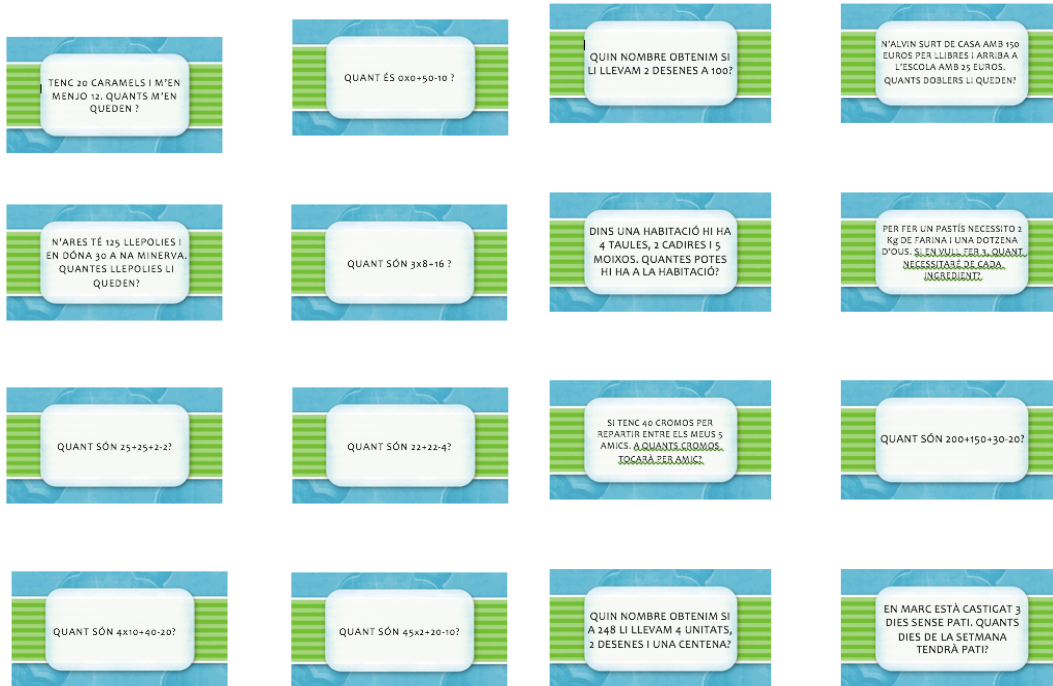 TENC 20 CARAMELS I M'EN
MENJO 12. QUANTS M'EN
QUEDEN ?
QUANT ÉS 0X0+50-10 ?
QUIN NOMBRE OBTENIM SI
LI LLEVAM 2 DESENES A 100?
N'ALVIN SURT DE CASA AMB 150
EUROS PER LLIBRES I ARRIBA A
L'ESCOLA AMB 25 EUROS.
QUANTS DOBLERS LI QUEDEN?
N'ARES TÉ 125 LLEPOLIES I
EN DÓNA 30 A NA MINERVA.
QUANTES LLEPOLIES LI
QUEDEN?
QUANT SÓN 3X8+16 ?
DINS UNA HABITACIÓ HI HA
4 TAULES, 2 CADIRES I 5
MOIXOS. QUANTES POTES
HI HA A LA HABITACIÓ?
PER FER UN PASTÍS NECESSITO 2
Kg DE FARINA I UNA DOTZENA
D'OUS. SI EN VULL FER 3, QUANT
NECESSITARÉ DE CADA
INGREDIENT?
QUANT SÓN 25+25+2-2?
QUANT SÓN 22+22-4?
SI TENC 40 CROMOS PER
REPARTIR ENTRE ELS MEUS 5
AMICS. A QUANTS CROMOS
TOCARÀ PER AMIC?
QUANT SÓN 200+150+30-20?
QUANT SÓN 4X10+40-20?
QUANT SÓN 45X2+20-10?
QUIN NOMBRE OBTENIM SI
A 248 LI LLEVAM 4 UNITATS,
2 DESENES I UNA CENTENA?
EN MARC ESTÀ CASTIGAT 3
DIES SENSE PATI. QUANTS
DIES DE LA SETMANA
TENDRÀ PATI?